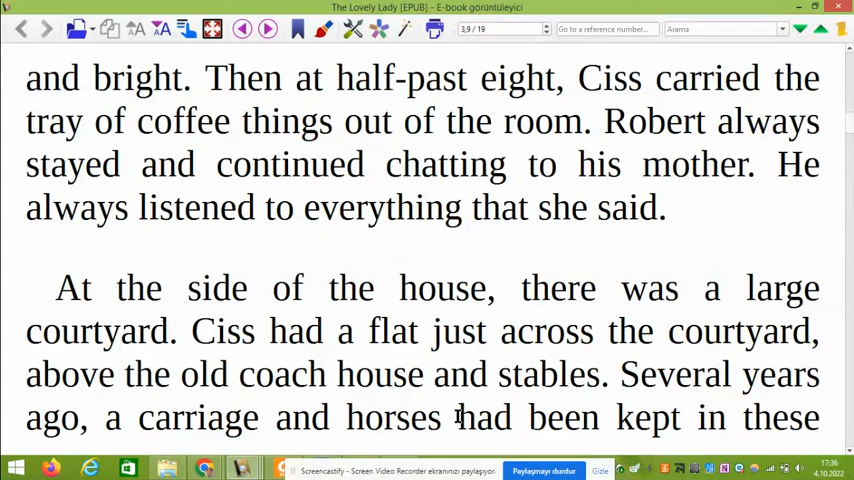 The Lovely Lady [EPUB] - E-book görüntüleyici
3,9 / 19
Go to a reference number...
Arama
and bright. Then at half-past eight, Ciss carried the
tray of coffee things out of the room. Robert always
stayed and continued chatting to his mother. He
always listened to everything that she said.
At the side of the house, there was a large
courtyard. Ciss had a flat just across the courtyard,
above the old coach house and stables. Several years
ago, a carriage and horses had been kept in these
Screencastify - Screen Video Recorder ekranınızı paylaşıyor.
Paylaşmayı durdur
Gizle
17:36
4.10.2022